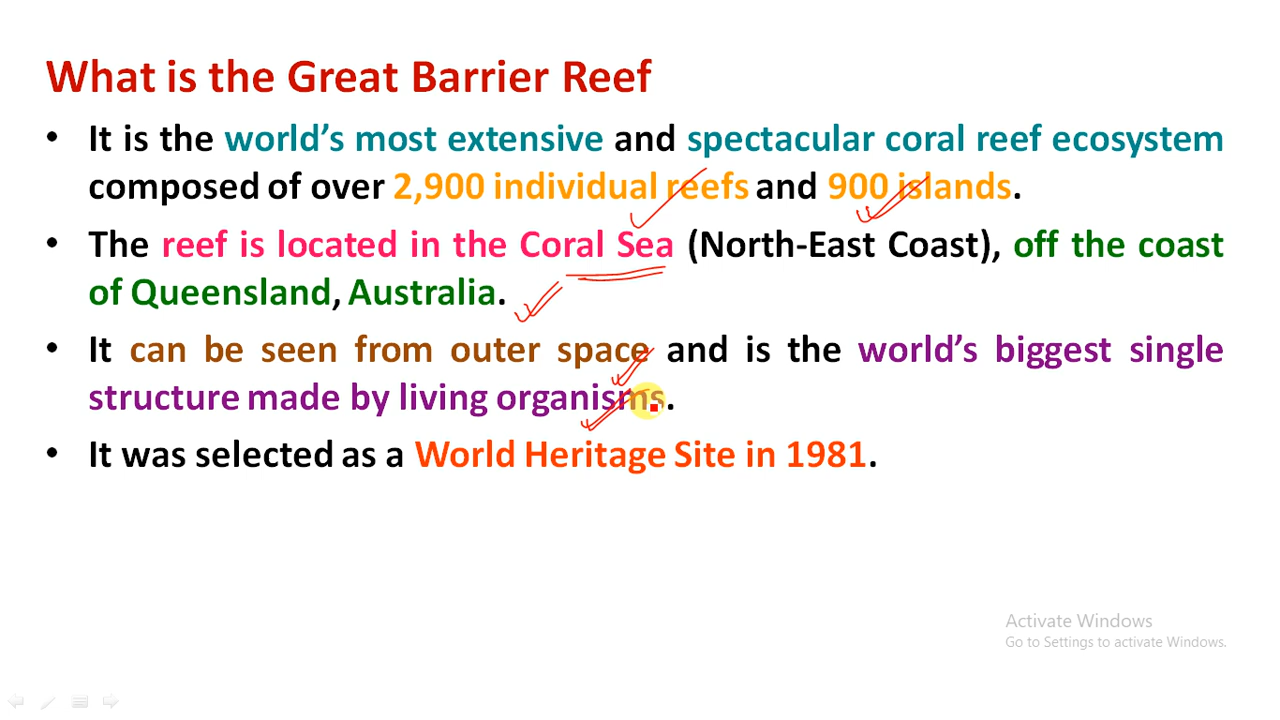 What is the Great Barrier Reef
• It is the world’s most extensive and spectacular coral reef ecosystem
composed of over 2,900 individual reefs and 900 islands.
• The reef is located in the Coral Sea (North-East Coast), off the coast
of Queensland, Australia.
• It can be seen from outer space and is the world’s biggest single
structure made by living organisms.
• It was selected as a World Heritage Site in 1981.
Activate Windows
Go to Settings to activate Windows.